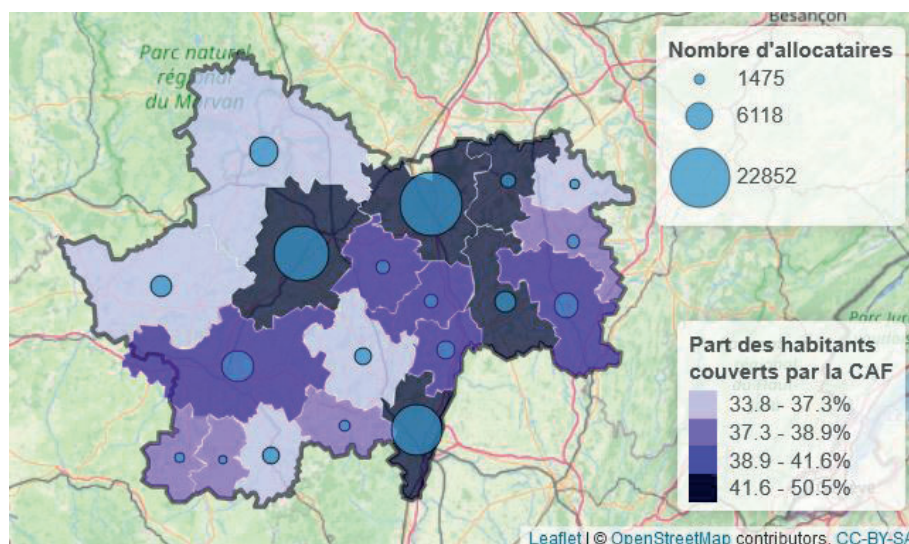 Besançon
Parc naturel
régional
du Morvan
Nombre d'allocataires
1475
6118
22852
Parc Jur
Part des habitants
couverts par la CAF
33.8 - 37.3%
37.3 - 38.9%
38.9 - 41.6%
41.6 - 50.5%
Leaflet | © OpenStreetMap contributors, CC-BY-SA